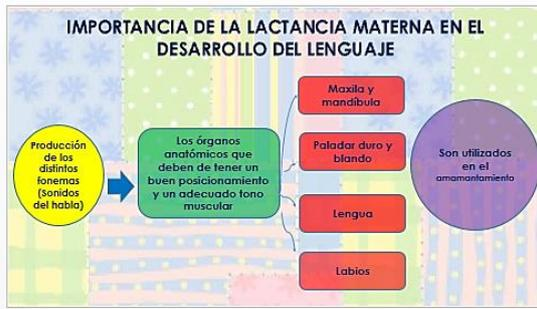 IMPORTANCIA DE LA LACTANCIA MATERNA EN EL
DESARROLLO DEL LENGUAJE
Producción
de los
distintos
fonemas
(Sonidos
del habla)
Los órganos
anatómicos que
deben de tener un
buen posicionamiento
y un adecuado tono
muscular
Maxila y
mandíbula
Paladar duro y
blando
Lengua
Labios
Son utilizados
en el
amamantamiento